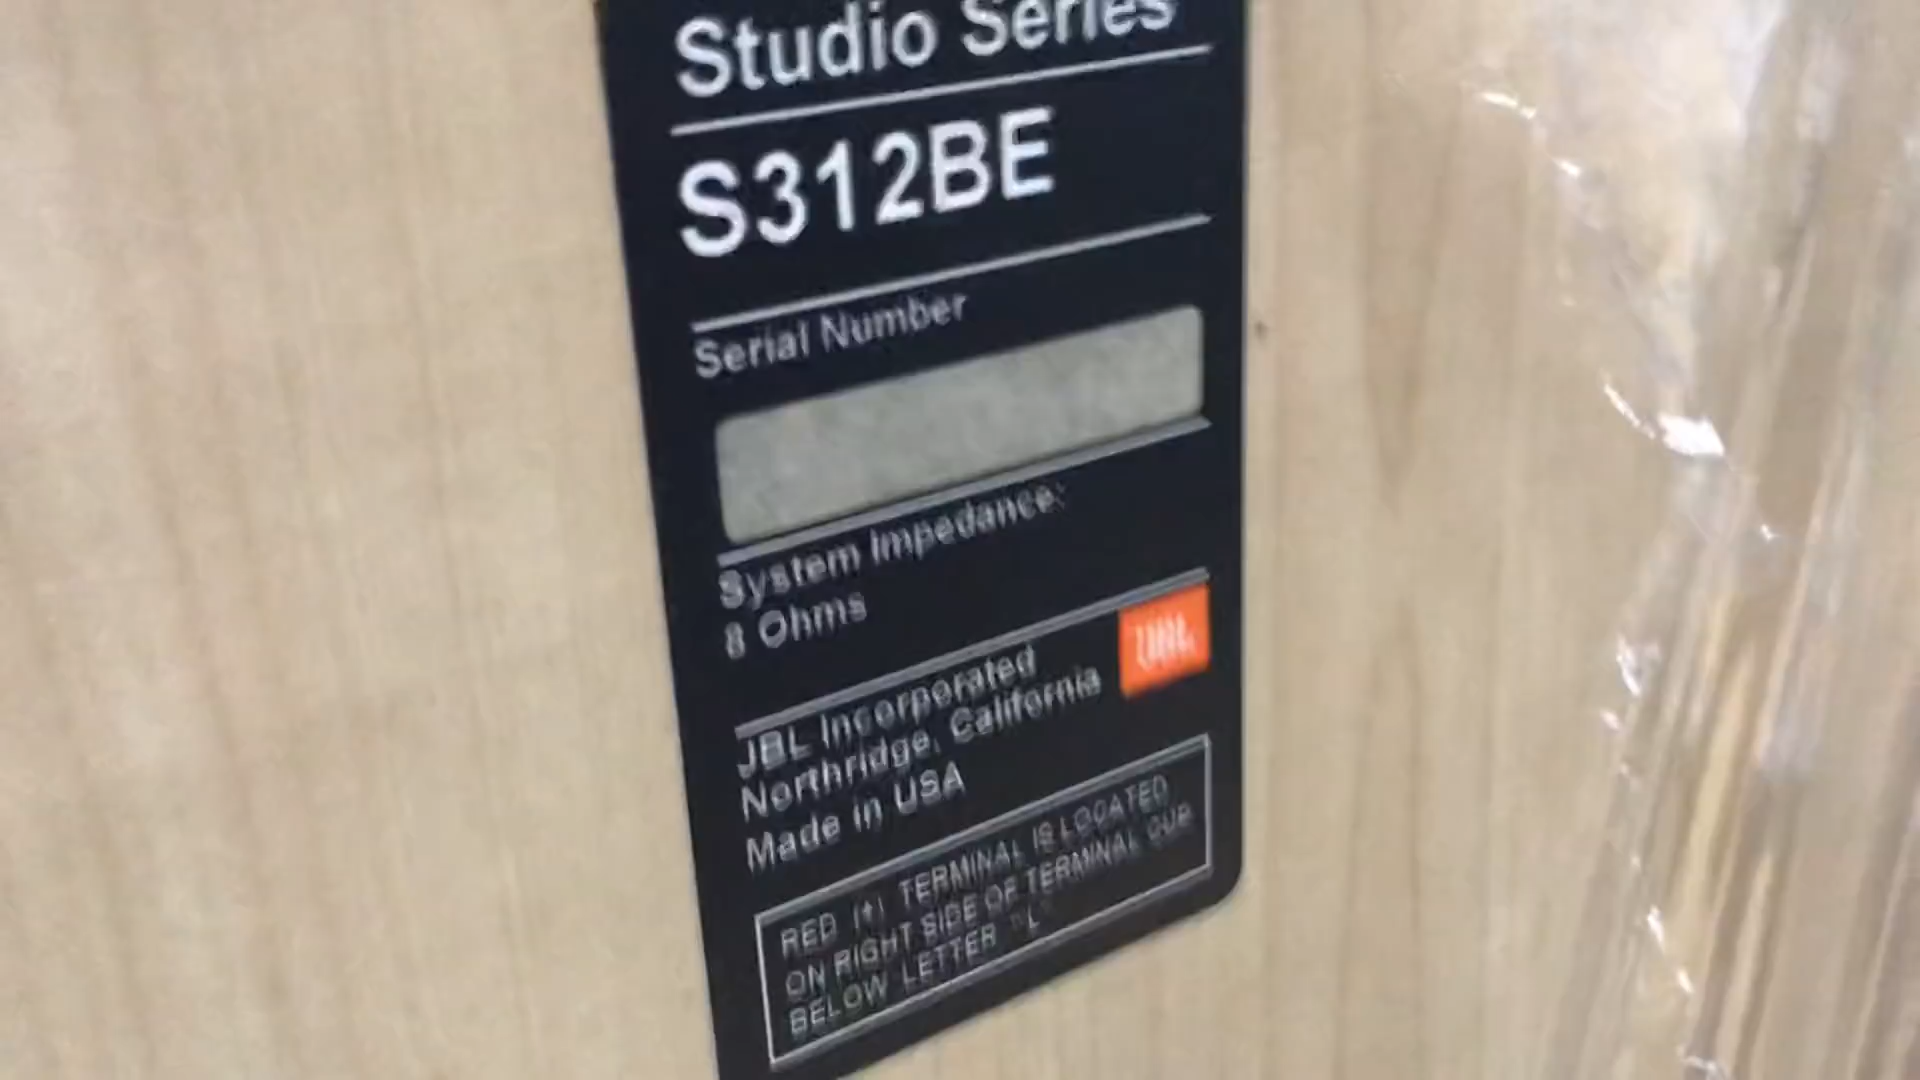 Studio Series
S312BE
Serial Number
System Impedance:
8 Ohms
JBL Incorporated
Northridge, California
Made in USA
JBL
RED (+) TERMINAL IS LOCATED
ON RIGHT SIDE OF TERMINAL CUP
BELOW LETTER "L"